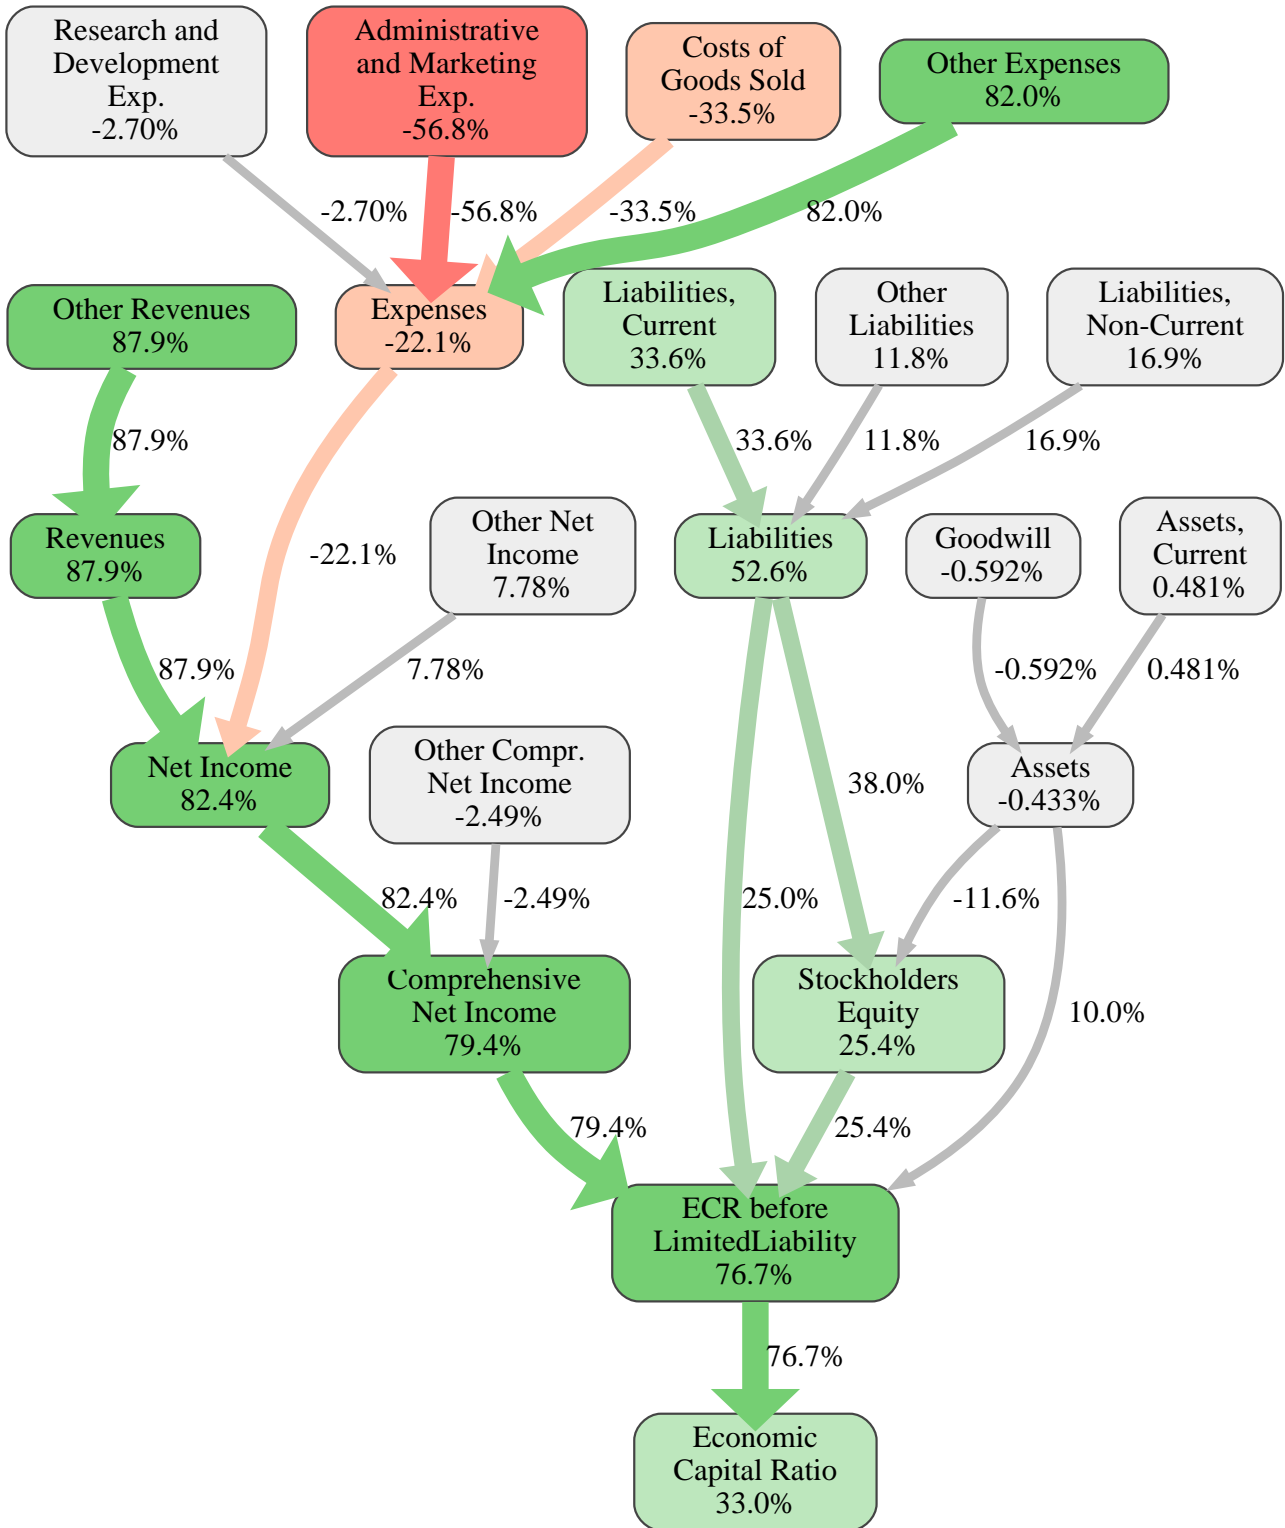 Research and
Development
Exp.
-2.70%
Administrative
and Marketing
Exp.
-56.8%
Costs of
Goods Sold
-33.5%
Other Expenses
82.0%
-2.70%
-56.8%
-33.5%
82.0%
Other Revenues
87.9%
Expenses
-22.1%
Liabilities,
Current
33.6%
Other
Liabilities
11.8%
Liabilities,
Non-Current
16.9%
87.9%
33.6%
11.8%
16.9%
Revenues
87.9%
-22.1%
Other Net
Income
7.78%
Liabilities
52.6%
Goodwill
-0.592%
Assets,
Current
0.481%
87.9%
7.78%
-0.592%
0.481%
Net Income
82.4%
Other Compr.
Net Income
-2.49%
38.0%
Assets
-0.433%
82.4%
-2.49%
25.0%
-11.6%
Comprehensive
Net Income
79.4%
Stockholders
Equity
25.4%
10.0%
79.4%
25.4%
ECR before
LimitedLiability
76.7%
76.7%
Economic
Capital Ratio
33.0%